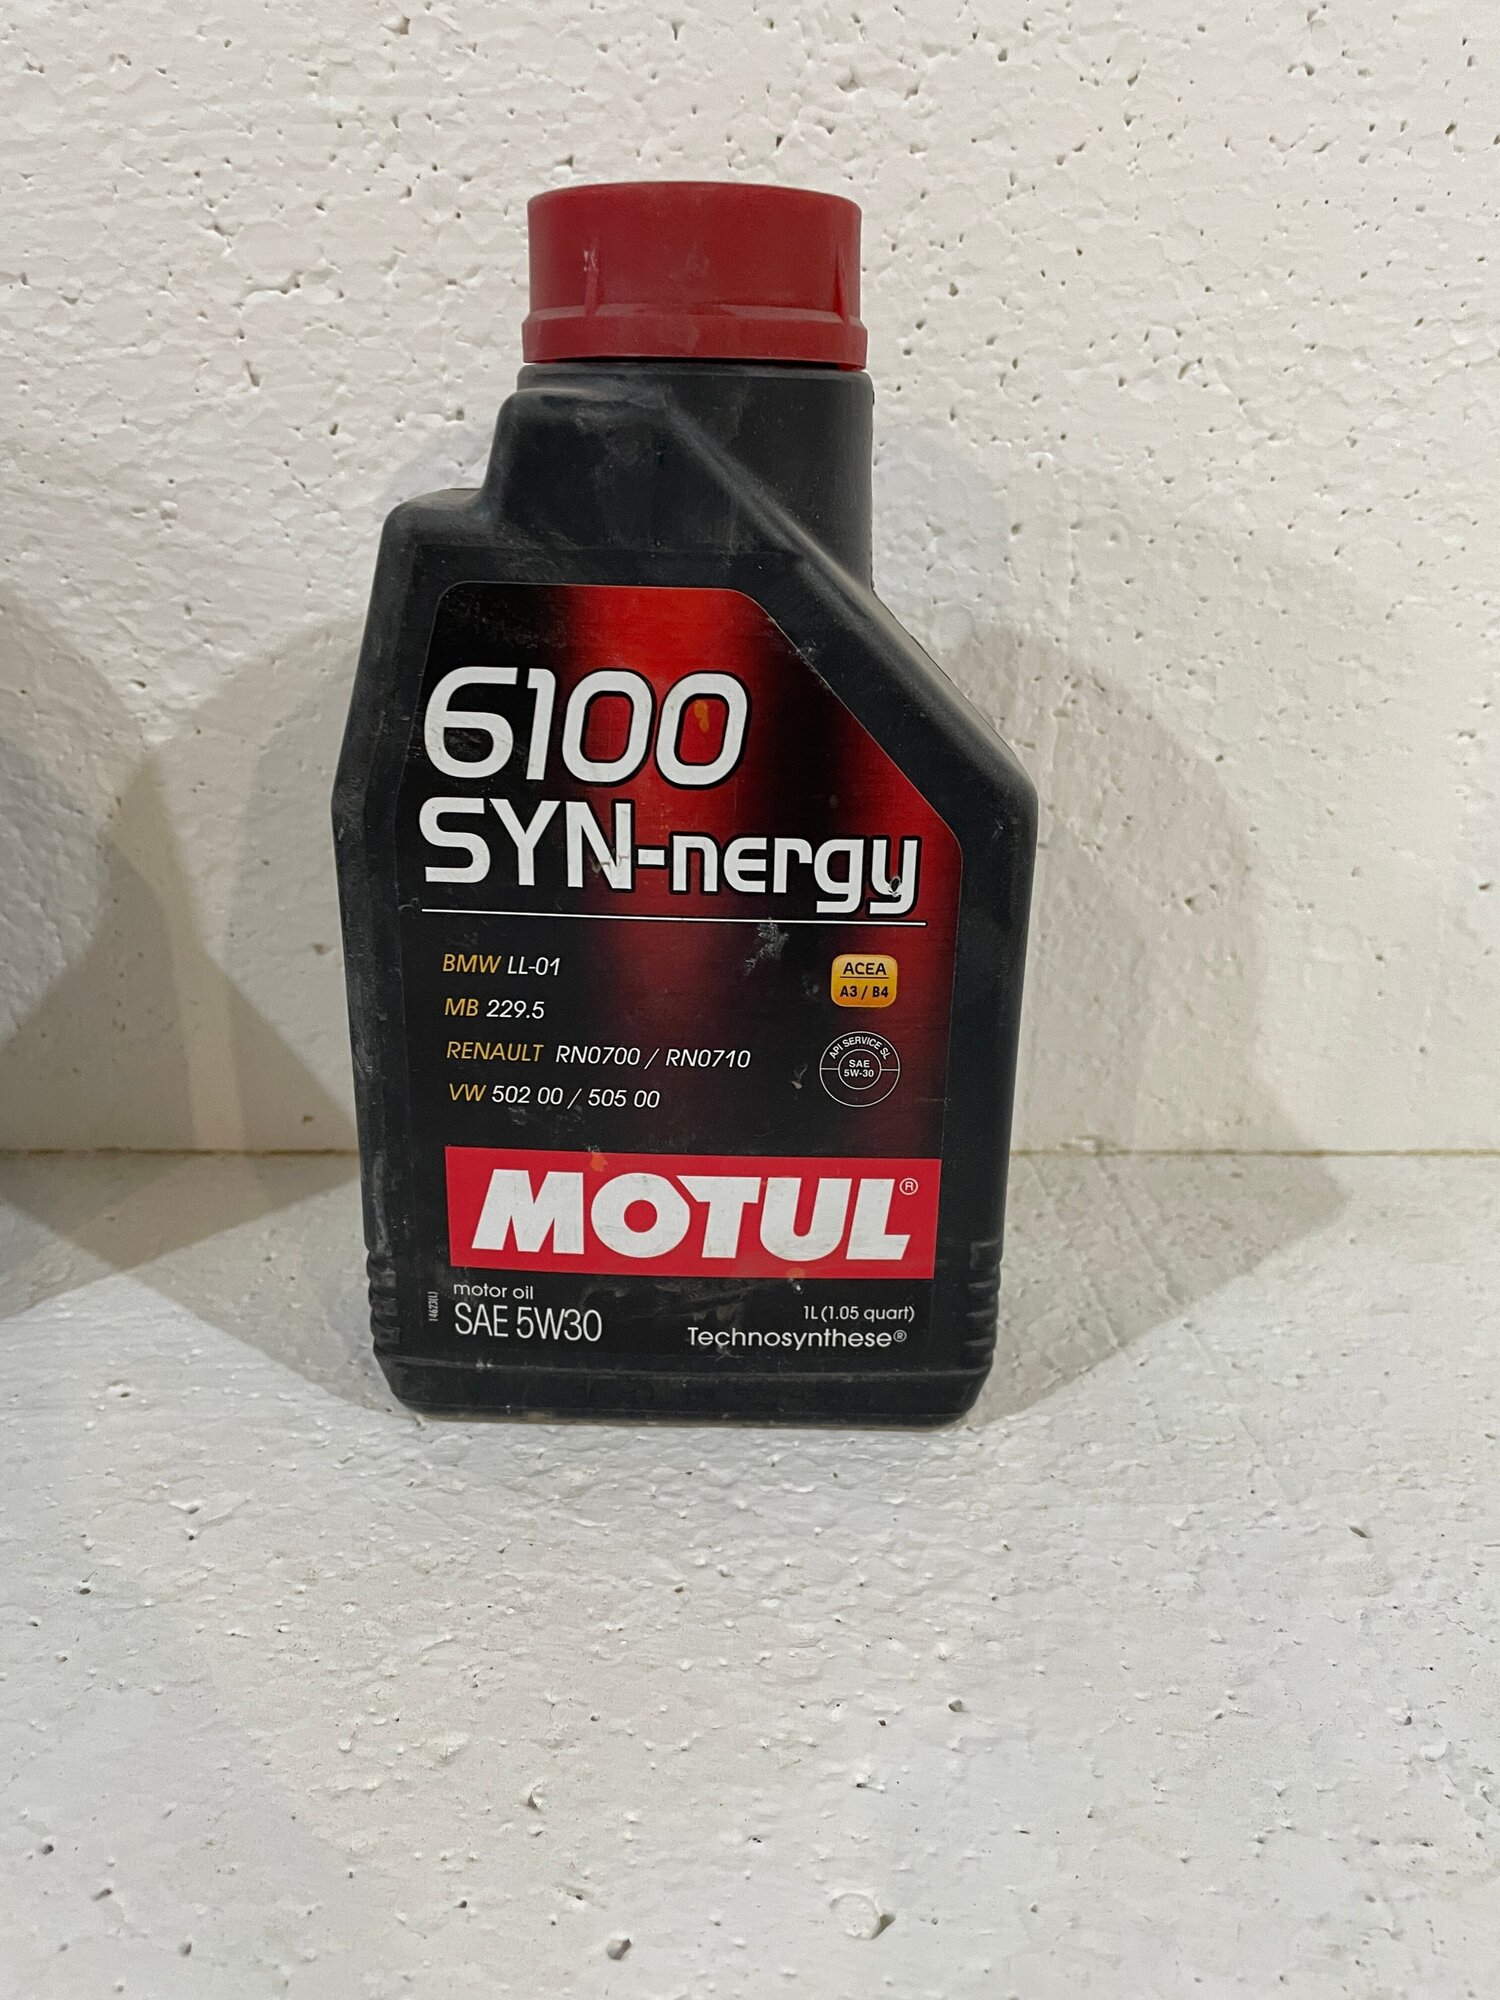 6100
SYN-nergy
BMW LL-01
MB 229.5
RENAULT RN0700 / RN0710
VW 502 00 / 505 00
ACEA
A3 / B4
API SERVICE SL
SAE
5W-30
MOTUL®
motor oil
SAE 5W30
1L (1.05 quart)
Technosynthese®
14623(L)